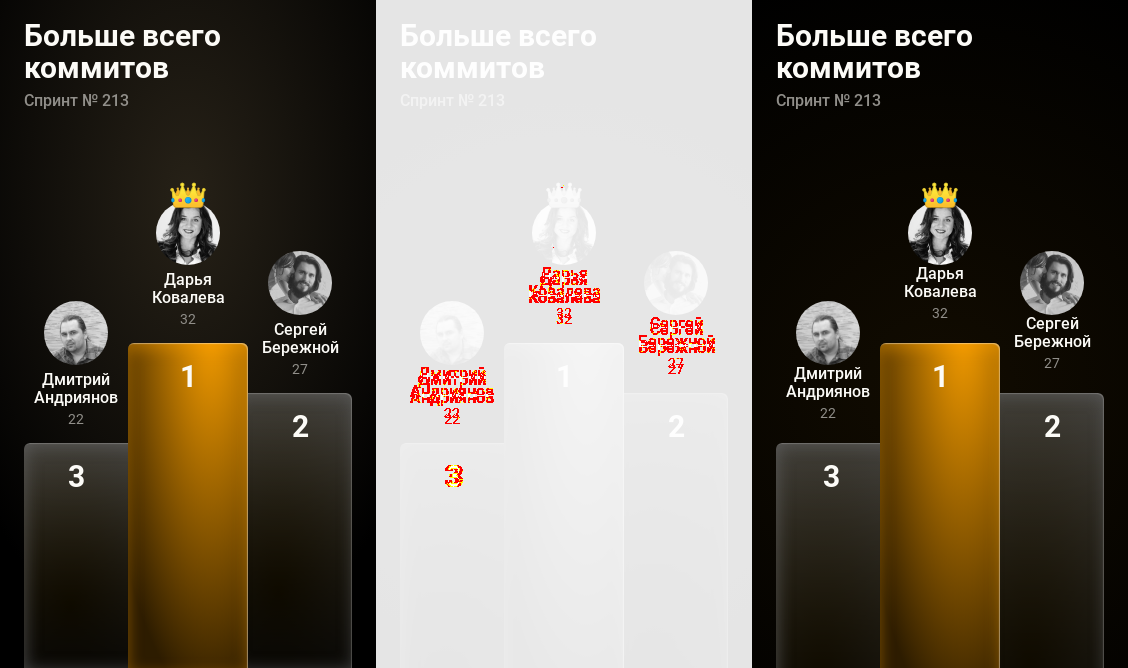 Больше всего
коммитов
Спринт № 213
Дарья
Ковалева
32
Сергей
Бережной
27
Дмитрий
Андриянов
22
1
2
3
Больше всего
коммитов
Спринт № 213
Дарья
Ковалева
32
Сергей
Бережной
27
Дмитрий
Андриянов
22
1
2
3
Больше всего
коммитов
Спринт № 213
Дарья
Ковалева
32
Сергей
Бережной
27
Дмитрий
Андриянов
22
1
2
3